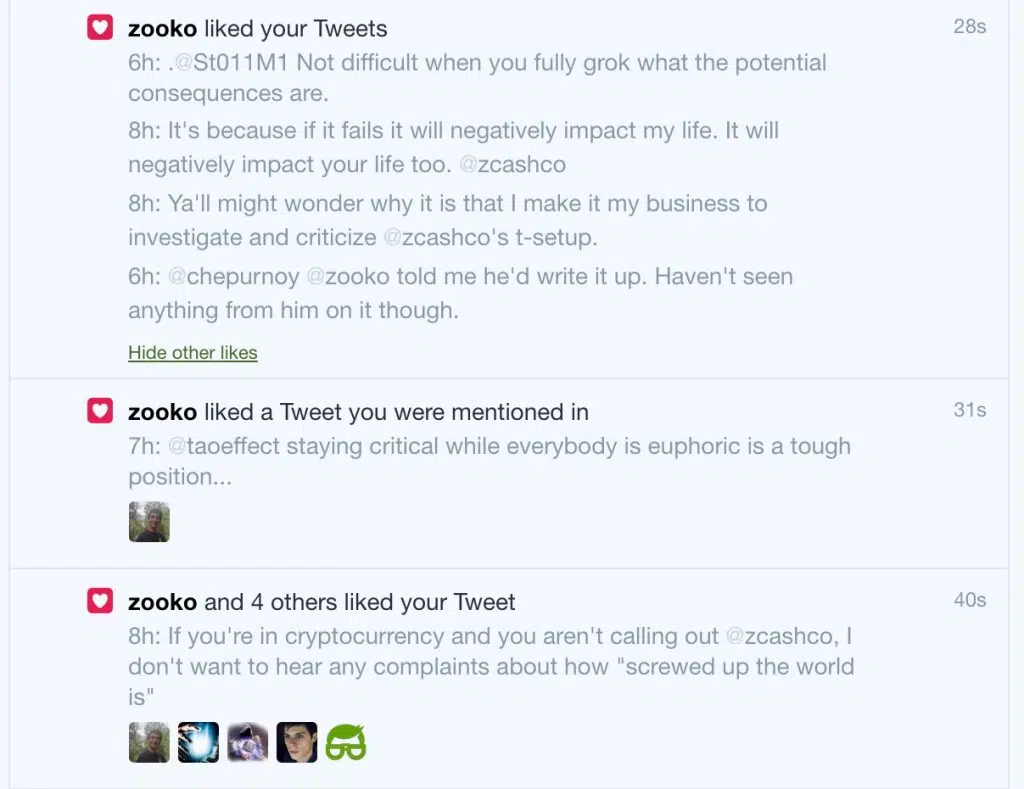 zooko liked your Tweets
28s
6h: .@St011M1 Not difficult when you fully grok what the potential
consequences are.
8h: It's because if it fails it will negatively impact my life. It will
negatively impact your life too. @zcashco
8h: Ya'll might wonder why it is that I make it my business to
investigate and criticize @zcashco's t-setup.
6h: @chepurnoy @zooko told me he'd write it up. Haven't seen
anything from him on it though.
Hide other likes
zooko liked a Tweet you were mentioned in
31s
7h: @taoeffect staying critical while everybody is euphoric is a tough
position...
zooko and 4 others liked your Tweet
40s
8h: If you're in cryptocurrency and you aren't calling out @zcashco, I
don't want to hear any complaints about how "screwed up the world
is"